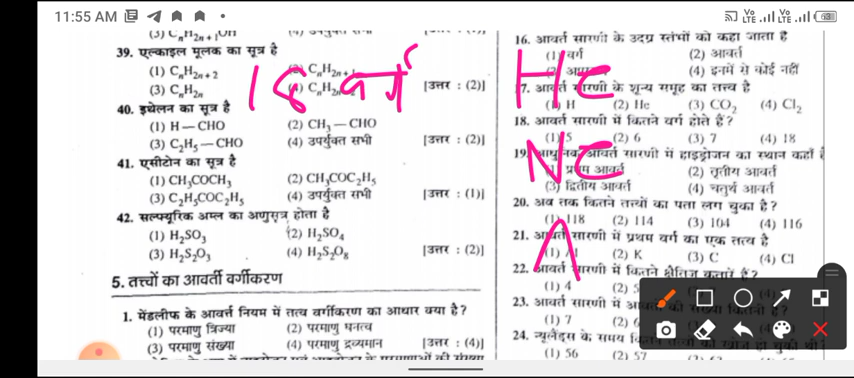 11:55 AM
(3) CₙH₂ₙ₊₁OH
39. एल्काइल मूलक का सूत्र है
(1) CₙH₂ₙ₊₂ (2) CₙH₂ₙ₊₁
(3) CₙH₂ₙ [उत्तर : (2)]
40. इथेलन का सूत्र है
(1) H—CHO (2) CH₃—CHO
(3) C₂H₅—CHO (4) उपर्युक्त सभी [उत्तर : (2)]
41. एसीटोन का सूत्र है
(1) CH₃COCH₃ (2) CH₃COC₂H₅
(3) C₂H₅COC₂H₅ (4) उपर्युक्त सभी [उत्तर : (1)]
42. सल्फ्यूरिक अम्ल का अणुसूत्र होता है
(1) H₂SO₃ (2) H₂SO₄
(3) H₂S₂O₃ (4) H₂S₂O₈ [उत्तर : (2)]
5. तत्त्वों का आवर्ती वर्गीकरण
1. मेंडलीफ के आवर्त्त नियम में तत्व वर्गीकरण का आधार क्या है?
(1) परमाणु त्रिज्या (2) परमाणु घनत्व
(3) परमाणु संख्या (4) परमाणु द्रव्यमान [उत्तर : (4)]
18 वर्ग
16. आवर्त सारणी के उदग्र स्तंभों को कहा जाता है
(1) वर्ग (2) आवर्त
(4) इनमें से कोई नहीं
17. आवर्त सारणी के शून्य समूह का तत्त्व है
(1) H (2) He (3) CO₂ (4) Cl₂
18. आवर्त सारणी में कितने वर्ग होते हैं?
(1) 5 (2) 6 (3) 7 (4) 18
19. आधुनिक आवर्त सारणी में हाइड्रोजन का स्थान कहाँ
(1) प्रथम आवर्त (2) तृतीय आवर्त
(3) द्वितीय आवर्त (4) चतुर्थ आवर्त
20. अब तक कितने तत्त्वों का पता लग चुका है?
(1) 118 (2) 114 (3) 104 (4) 116
21. आवर्त सारणी में प्रथम वर्ग का एक तत्व है
(2) K (3) C (4) Cl
22. आवर्त सारणी में कितने क्षैतिज कतारें हैं?
(1) 4 (2) 5
23. आवर्त सारणी में
(1) 7 (2) 6
24. न्यूलैंड्स के समय
(1) 56 (2) 57
HE
NE